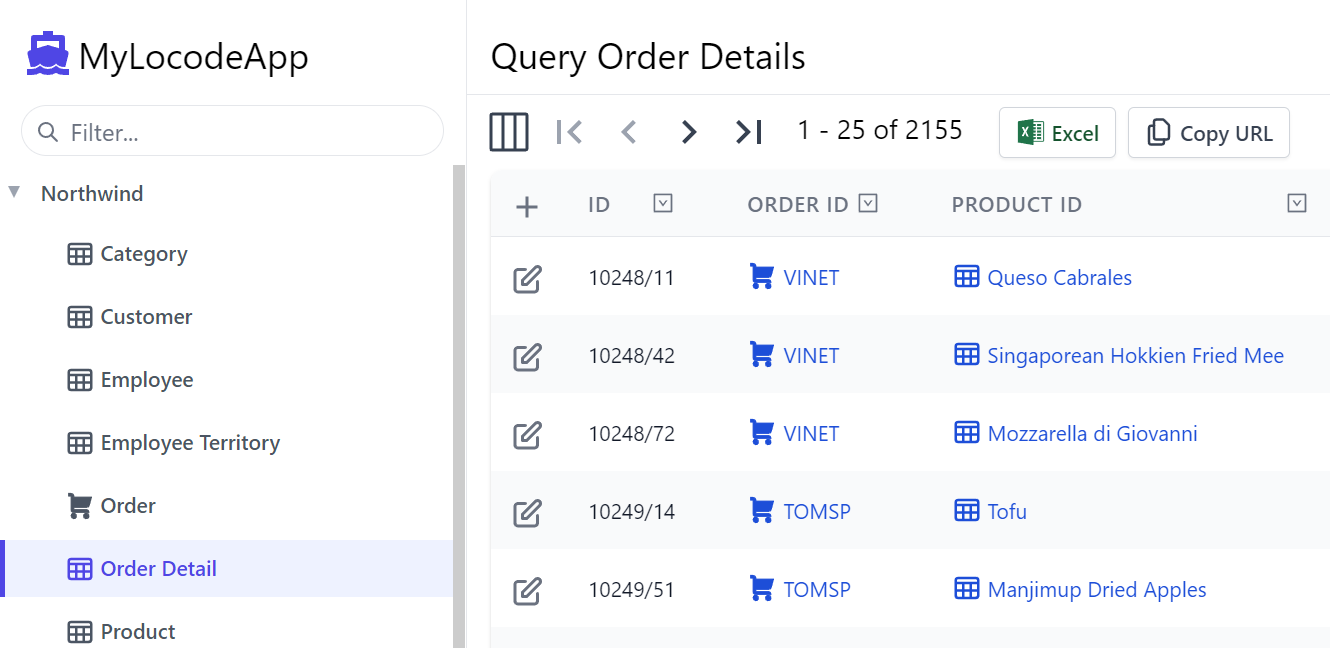 MyLocodeApp
Filter...
Northwind
Category
Customer
Employee
Employee Territory
Order
Order Detail
Product
Query Order Details
1 - 25 of 2155 Excel Copy URL
ID ORDER ID PRODUCT ID
10248/11 VINET Queso Cabrales
10248/42 VINET Singaporean Hokkien Fried Mee
10248/72 VINET Mozzarella di Giovanni
10249/14 TOMSP Tofu
10249/51 TOMSP Manjimup Dried Apples